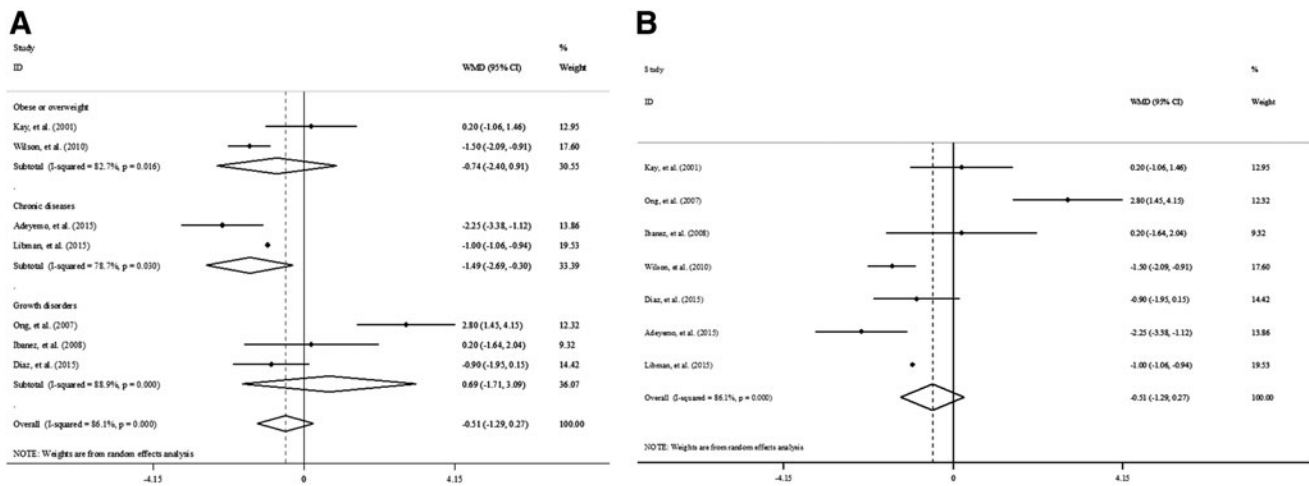 A
Study %
ID WMD (95% CI) Weight
Obese or overweight
Kay, et al. (2001) 0.20 (-1.06, 1.46) 12.95
Wilson, et al. (2010) -1.50 (-2.09, -0.91) 17.60
Subtotal (I-squared = 82.7%, p = 0.016) -0.74 (-2.40, 0.91) 30.55
.
Chronic diseases
Adeyemo, et al. (2015) -2.25 (-3.38, -1.12) 13.86
Libman, et al. (2015) -1.00 (-1.06, -0.94) 19.53
Subtotal (I-squared = 78.7%, p = 0.030) -1.49 (-2.69, -0.30) 33.39
.
Growth disorders
Ong, et al. (2007) 2.80 (1.45, 4.15) 12.32
Ibanez, et al. (2008) 0.20 (-1.64, 2.04) 9.32
Diaz, et al. (2015) -0.90 (-1.95, 0.15) 14.42
Subtotal (I-squared = 88.9%, p = 0.000) 0.69 (-1.71, 3.09) 36.07
.
Overall (I-squared = 86.1%, p = 0.000) -0.51 (-1.29, 0.27) 100.00
NOTE: Weights are from random effects analysis
-4.15 0 4.15
B
Study %
ID WMD (95% CI) Weight
Kay, et al. (2001) 0.20 (-1.06, 1.46) 12.95
Ong, et al. (2007) 2.80 (1.45, 4.15) 12.32
Ibanez, et al. (2008) 0.20 (-1.64, 2.04) 9.32
Wilson, et al. (2010) -1.50 (-2.09, -0.91) 17.60
Diaz, et al. (2015) -0.90 (-1.95, 0.15) 14.42
Adeyemo, et al. (2015) -2.25 (-3.38, -1.12) 13.86
Libman, et al. (2015) -1.00 (-1.06, -0.94) 19.53
Overall (I-squared = 86.1%, p = 0.000) -0.51 (-1.29, 0.27) 100.00
NOTE: Weights are from random effects analysis
-4.15 0 4.15